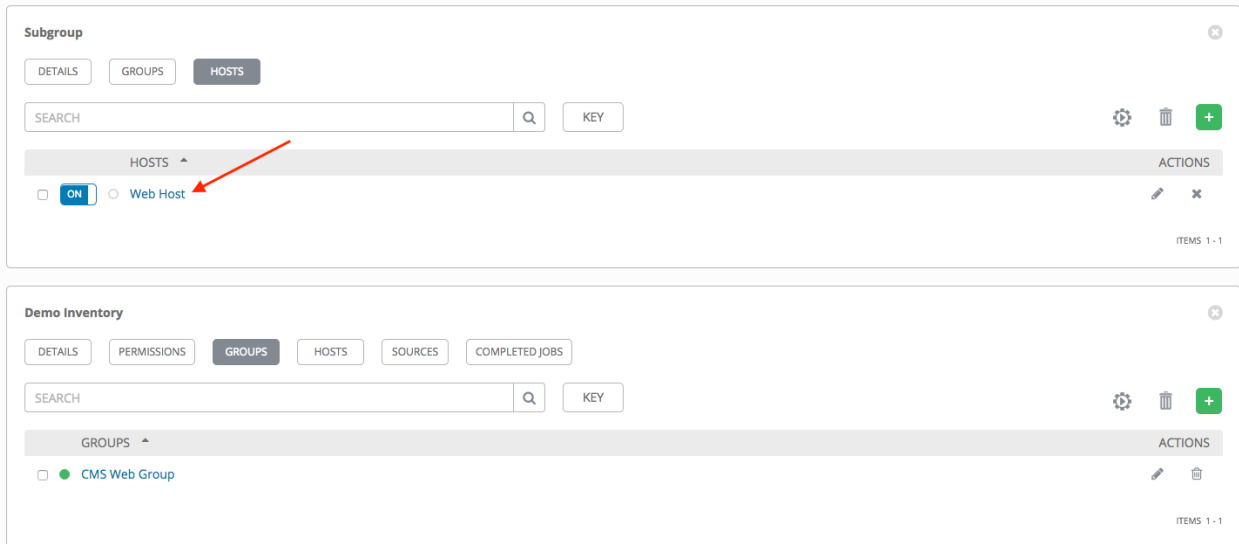 Subgroup
DETAILS GROUPS HOSTS
SEARCH KEY
HOSTS ACTIONS
ON Web Host
ITEMS 1 - 1
Demo Inventory
DETAILS PERMISSIONS GROUPS HOSTS SOURCES COMPLETED JOBS
SEARCH KEY
GROUPS ACTIONS
CMS Web Group
ITEMS 1 - 1